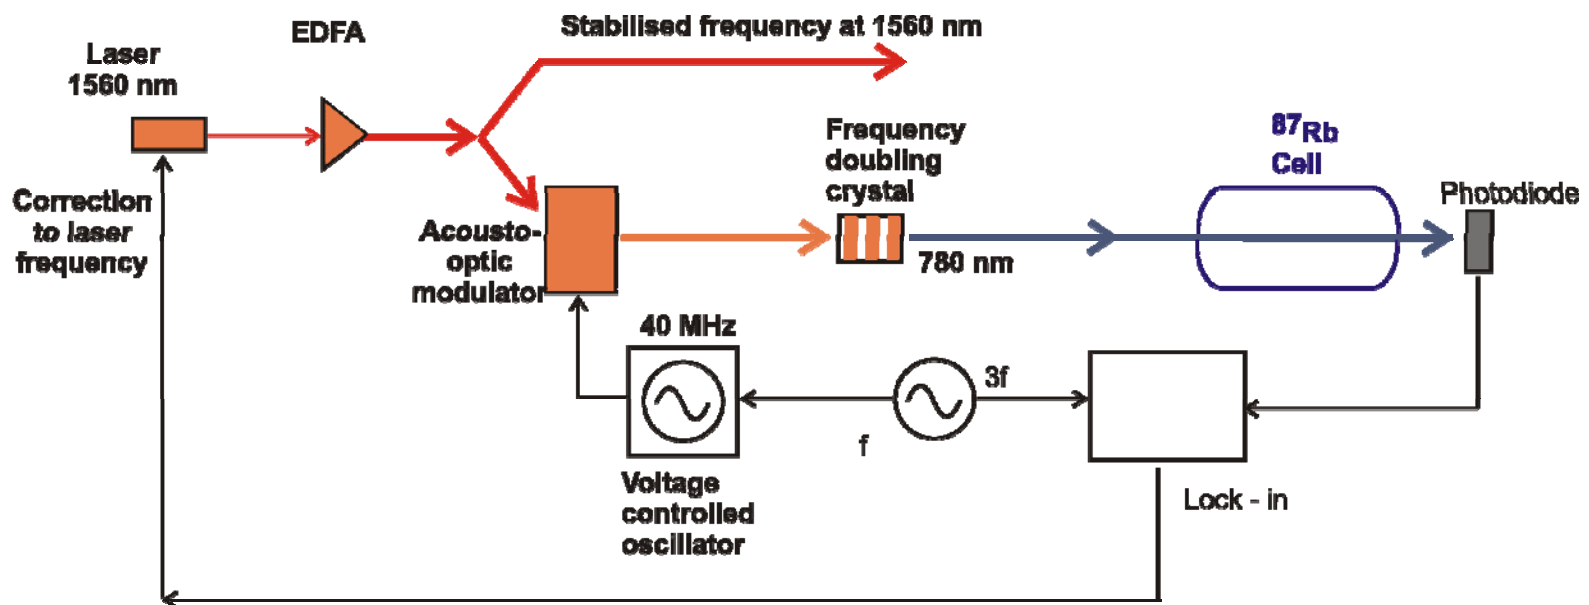 EDFA
Stabilised frequency at 1560 nm
Laser
1560 nm
Correction
to laser
frequency
Acousto-
optic
modulator
Frequency
doubling
crystal
780 nm
87Rb
Cell
Photodiode
40 MHz
3f
f
Voltage
controlled
oscillator
Lock - in